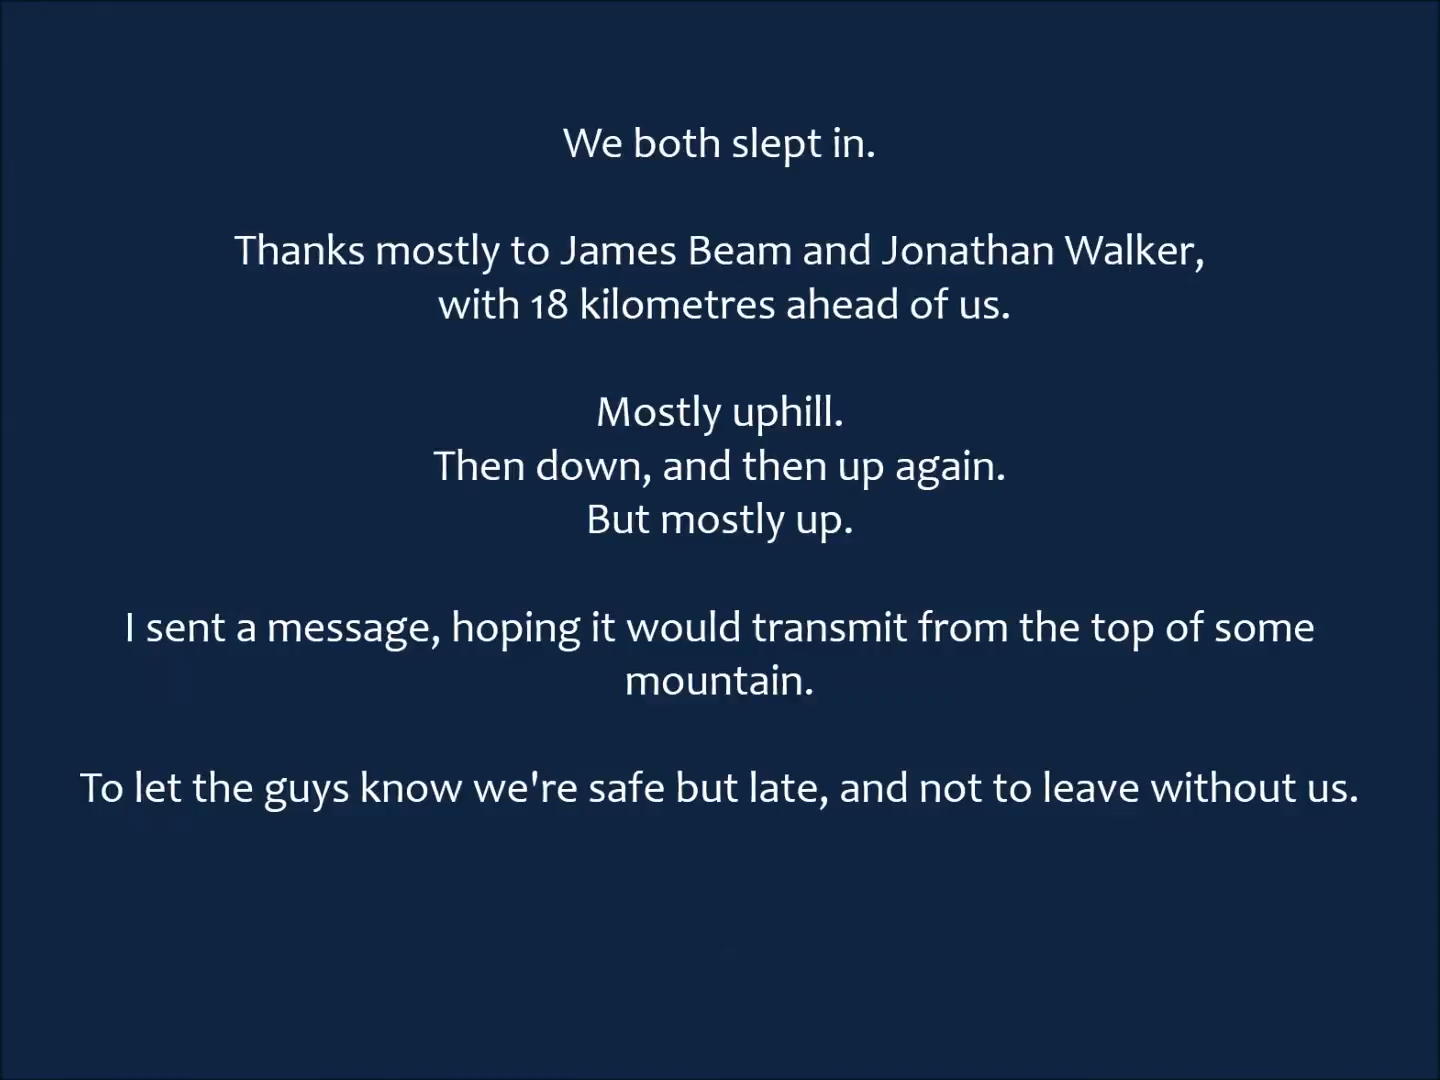 We both slept in.
Thanks mostly to James Beam and Jonathan Walker,
with 18 kilometres ahead of us.
Mostly uphill.
Then down, and then up again.
But mostly up.
I sent a message, hoping it would transmit from the top of some
mountain.
To let the guys know we're safe but late, and not to leave without us.